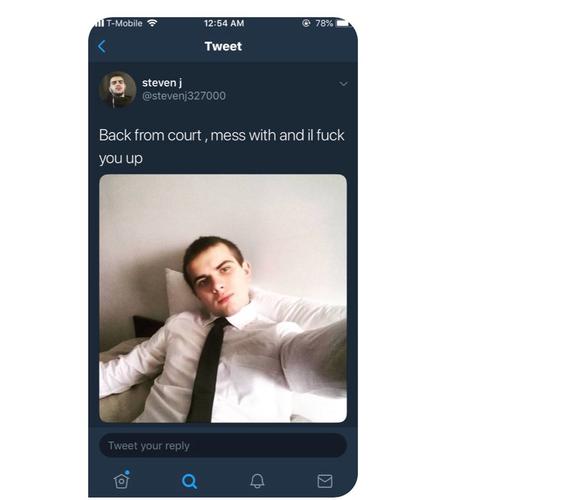 T-Mobile 12:54 AM 78%
Tweet
steven j
@stevenj327000
Back from court , mess with and il fuck
you up
Tweet your reply